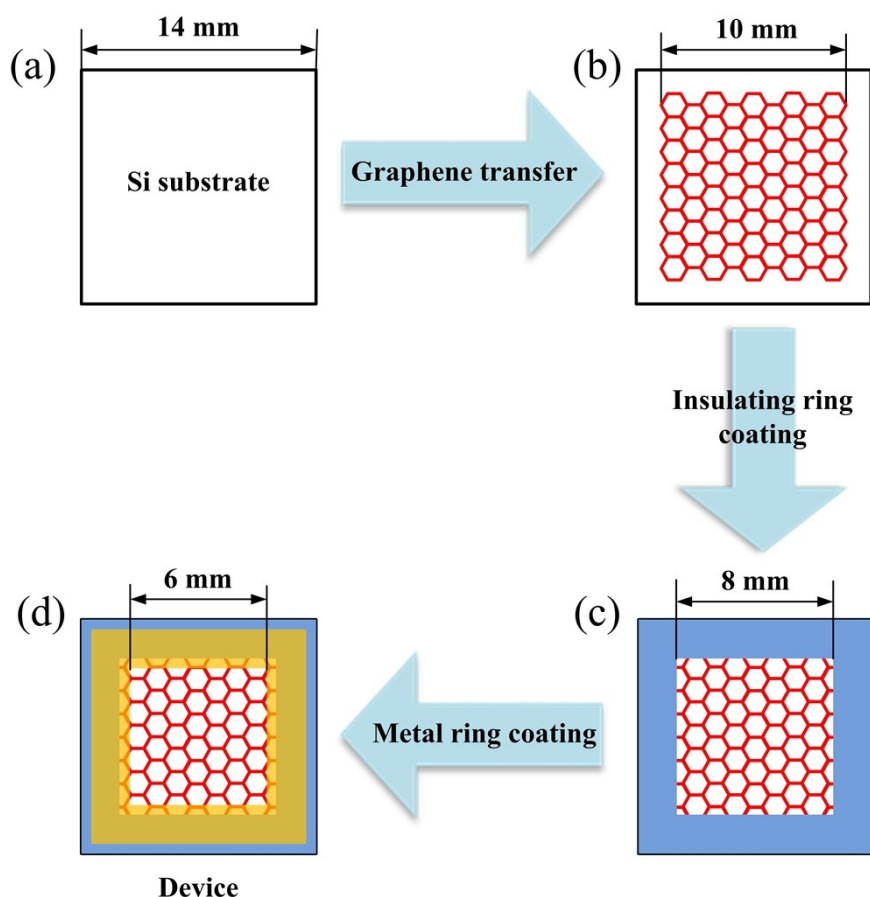 14 mm
(a)
Si substrate
Graphene transfer
10 mm
(b)
Insulating ring
coating
6 mm
(d)
8 mm
(c)
Metal ring coating
Device